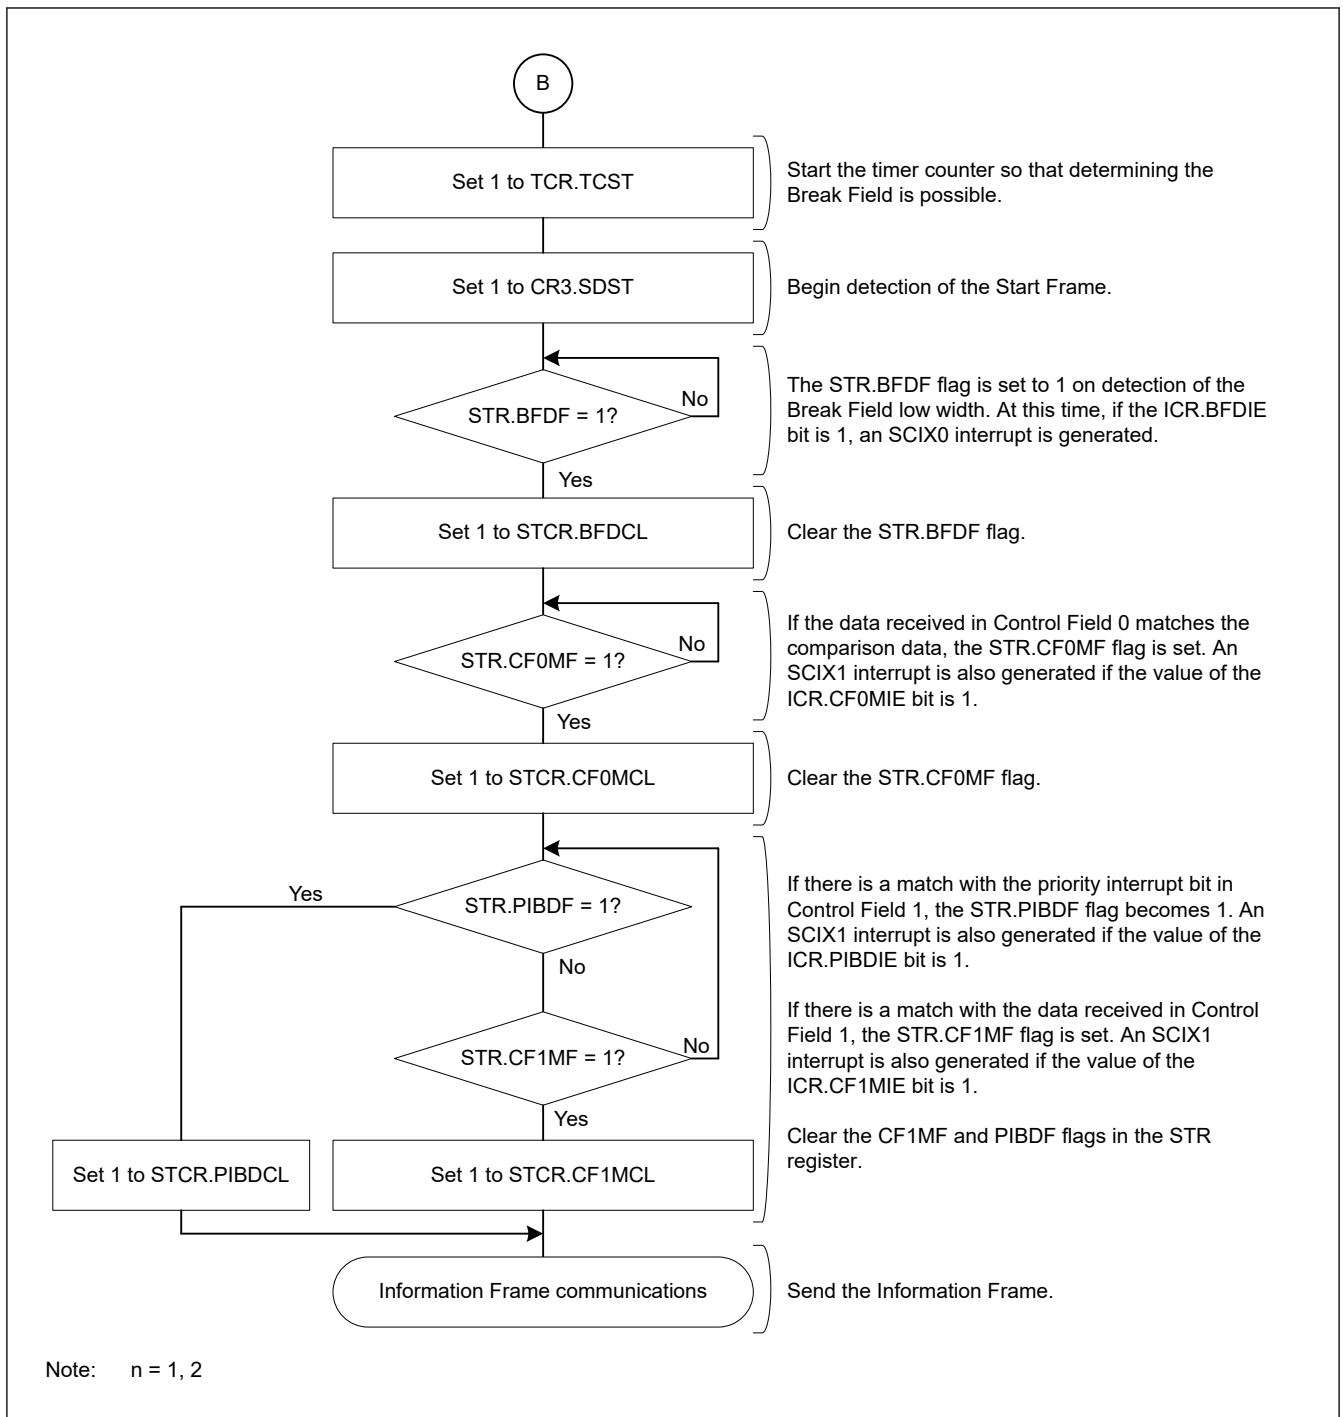 B
Set 1 to TCR.TCST
Start the timer counter so that determining the
Break Field is possible.
Set 1 to CR3.SDST
Begin detection of the Start Frame.
No
STR.BFDF = 1?
Yes
The STR.BFDF flag is set to 1 on detection of the
Break Field low width. At this time, if the ICR.BFDIE
bit is 1, an SCIX0 interrupt is generated.
Set 1 to STCR.BFDCL
Clear the STR.BFDF flag.
No
STR.CF0MF = 1?
Yes
If the data received in Control Field 0 matches the
comparison data, the STR.CF0MF flag is set. An
SCIX1 interrupt is also generated if the value of the
ICR.CF0MIE bit is 1.
Set 1 to STCR.CF0MCL
Clear the STR.CF0MF flag.
Yes
STR.PIBDF = 1?
No
STR.CF1MF = 1?
No
Yes
If there is a match with the priority interrupt bit in
Control Field 1, the STR.PIBDF flag becomes 1. An
SCIX1 interrupt is also generated if the value of the
ICR.PIBDIE bit is 1.
If there is a match with the data received in Control
Field 1, the STR.CF1MF flag is set. An SCIX1
interrupt is also generated if the value of the
ICR.CF1MIE bit is 1.
Clear the CF1MF and PIBDF flags in the STR
register.
Set 1 to STCR.PIBDCL
Set 1 to STCR.CF1MCL
Information Frame communications
Send the Information Frame.
Note: n = 1, 2